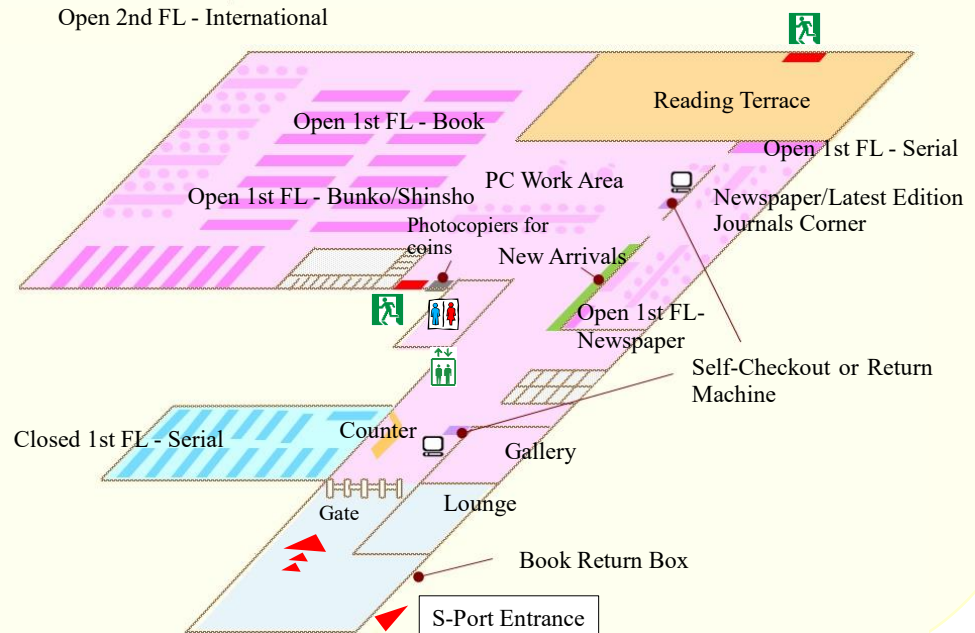 Open 2nd FL - International
Reading Terrace
Open 1st FL - Book
Open 1st FL - Serial
PC Work Area
Open 1st FL - Bunko/Shinsho
Newspaper/Latest Edition
Journals Corner
Photocopiers for
coins
New Arrivals
Open 1st FL-
Newspaper
Self-Checkout or Return
Machine
Counter
Closed 1st FL - Serial
Gallery
Lounge
Gate
Book Return Box
S-Port Entrance